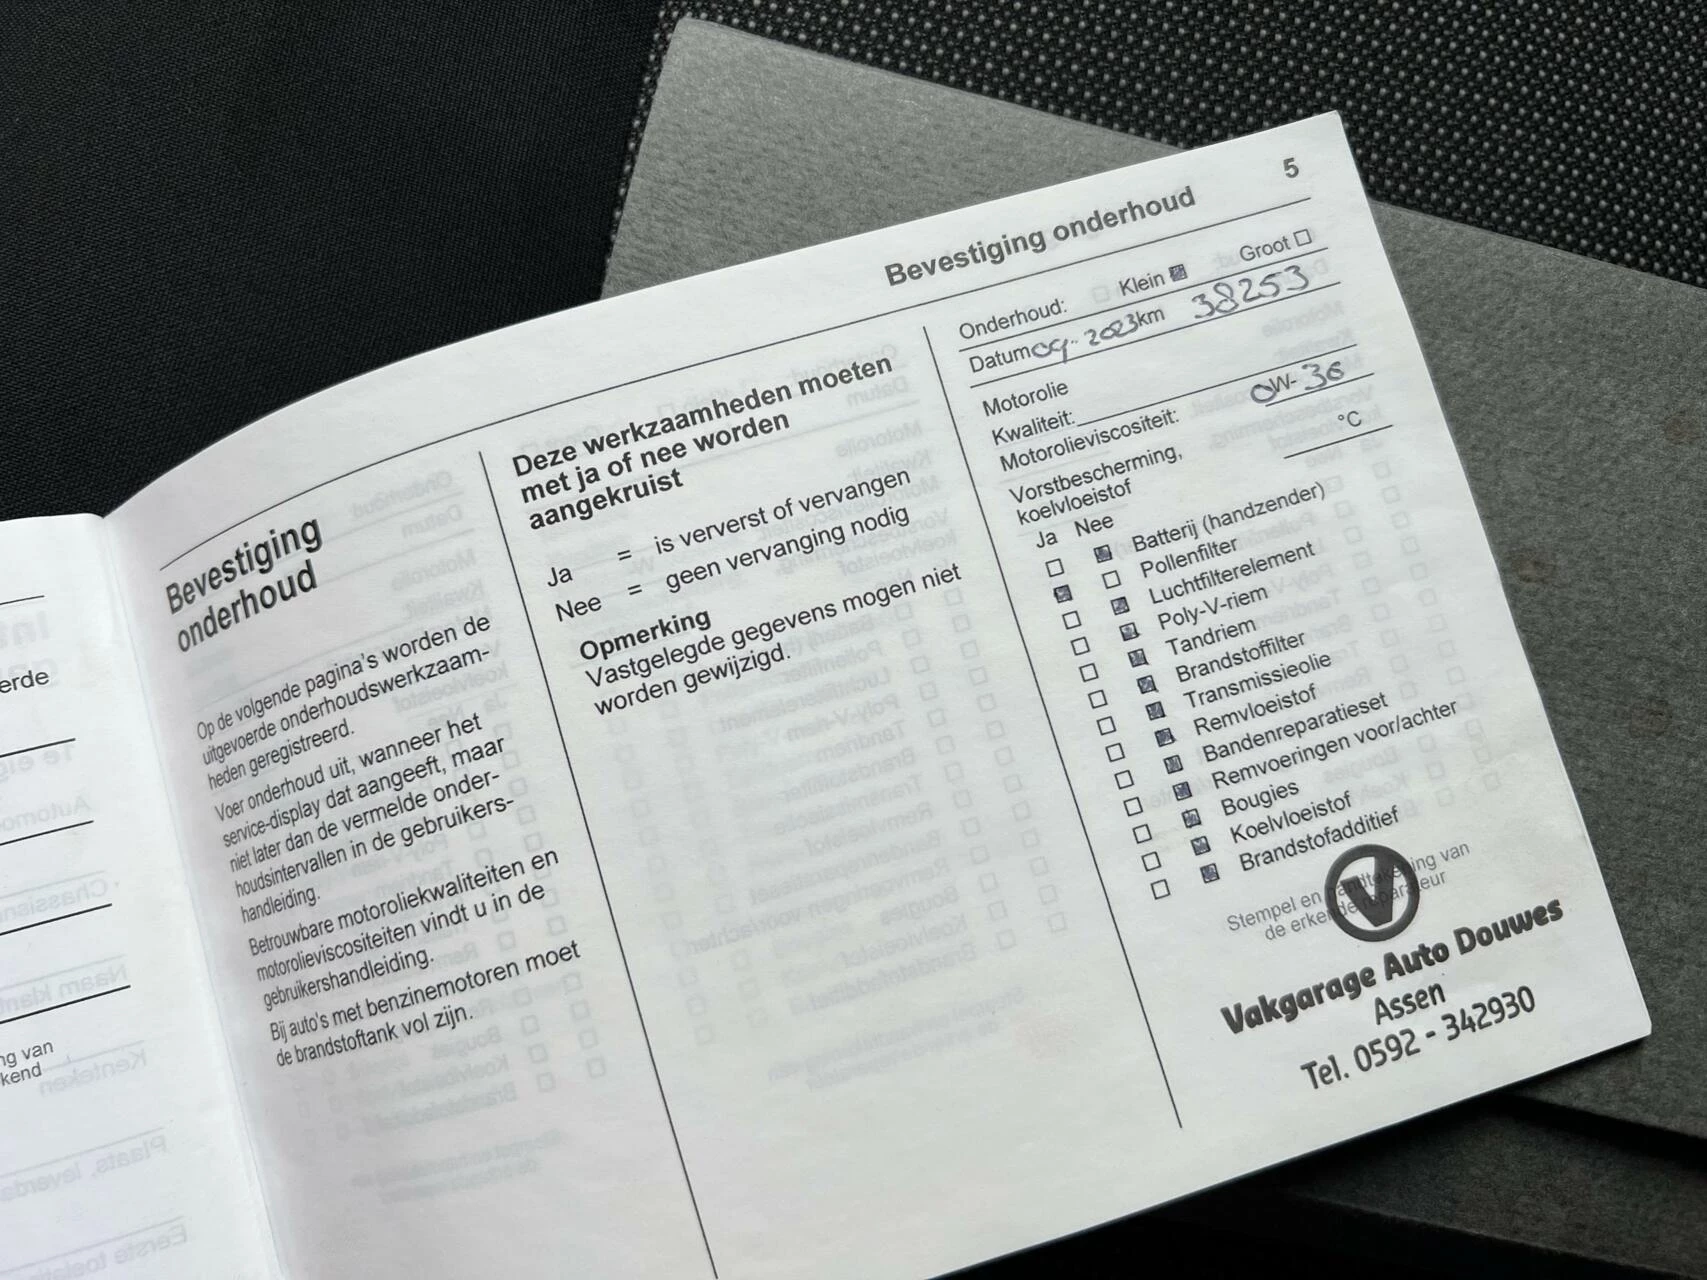 5
Bevestiging onderhoud
erde
ng van
kend
Bevestiging
onderhoud
Op de volgende pagina's worden de
uitgevoerde onderhoudswerkzaam-
heden geregistreerd.
Voer onderhoud uit, wanneer het
service-display dat aangeeft, maar
niet later dan de vermelde onder-
houdsintervallen in de gebruikers-
handleiding.
Betrouwbare motoroliekwaliteiten en
motorolieviscositeiten vindt u in de
gebruikershandleiding.
Bij auto's met benzinemotoren moet
de brandstoftank vol zijn.
Deze werkzaamheden moeten
met ja of nee worden
aangekruist
Ja = is ververst of vervangen
Nee = geen vervanging nodig
Opmerking
Vastgelegde gegevens mogen niet
worden gewijzigd.
Onderhoud: Klein Groot
Datum 09-2023 km 38253
Motorolie
Kwaliteit:
Motorolieviscositeit: 0W-30
Vorstbescherming,
koelvloeistof °C
Ja Nee
Batterij (handzender)
Pollenfilter
Luchtfilterelement
Poly-V-riem
Tandriem
Brandstoffilter
Transmissieolie
Remvloeistof
Bandenreparatieset
Remvoeringen voor/achter
Bougies
Koelvloeistof
Brandstofadditief
Stempel en handtekening van
de erkende reparateur
V
Vakgarage Auto Douwes
Assen
Tel. 0592 - 342930